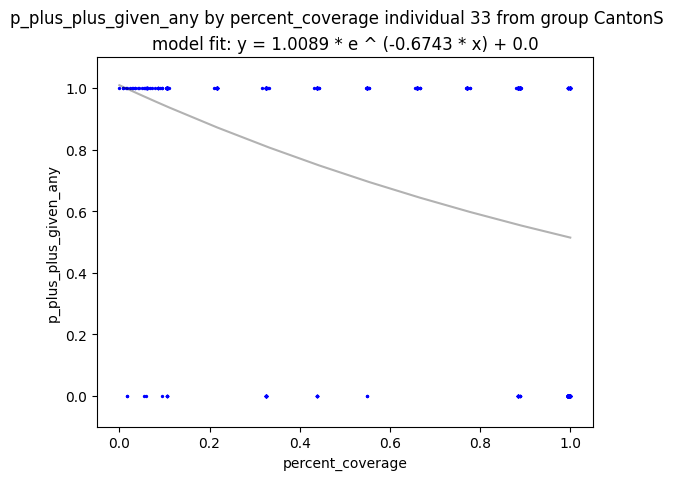 p_plus_plus_given_any by percent_coverage individual 33 from group CantonS
model fit: y = 1.0089 * e ^ (-0.6743 * x) + 0.0
1.0
0.8
0.6
0.4
0.2
0.0
p_plus_plus_given_any
0.0 0.2 0.4 0.6 0.8 1.0
percent_coverage